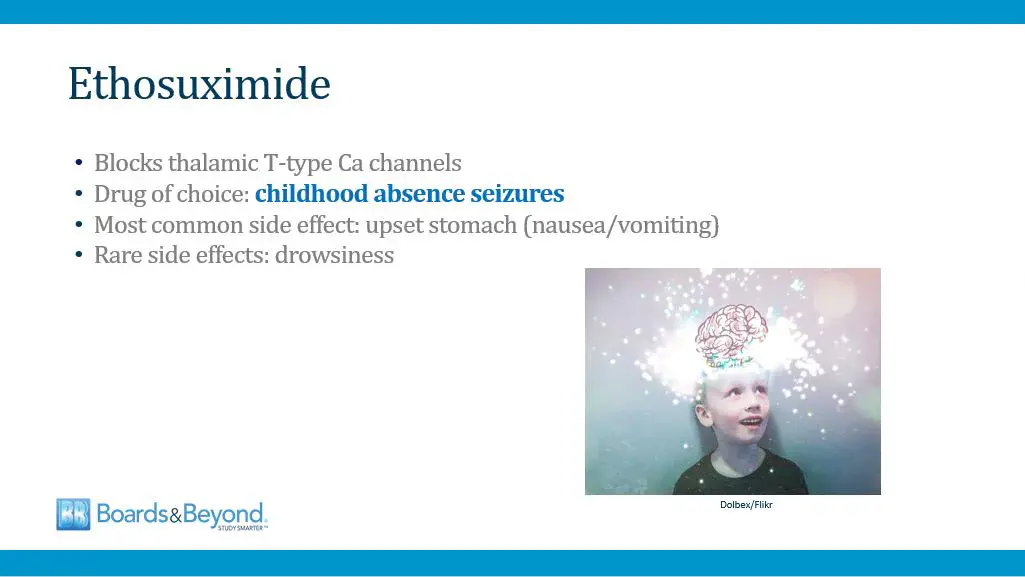 Ethosuximide
• Blocks thalamic T-type Ca channels
• Drug of choice: childhood absence seizures
• Most common side effect: upset stomach (nausea/vomiting)
• Rare side effects: drowsiness
Dolbex/Flikr
BB Boards&Beyond®
STUDY SMARTER™